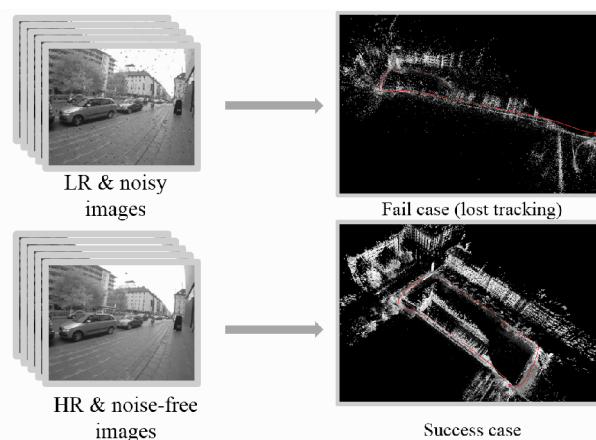 LR & noisy
images
Fail case (lost tracking)
HR & noise-free
images
Success case